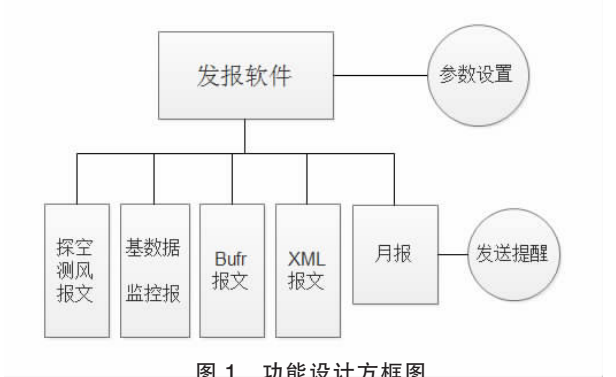 发报软件
参数设置
探空
测风
报文
基数据
监控报
Bufr
报文
XML
报文
月报
发送提醒
图 1 功能设计方框图